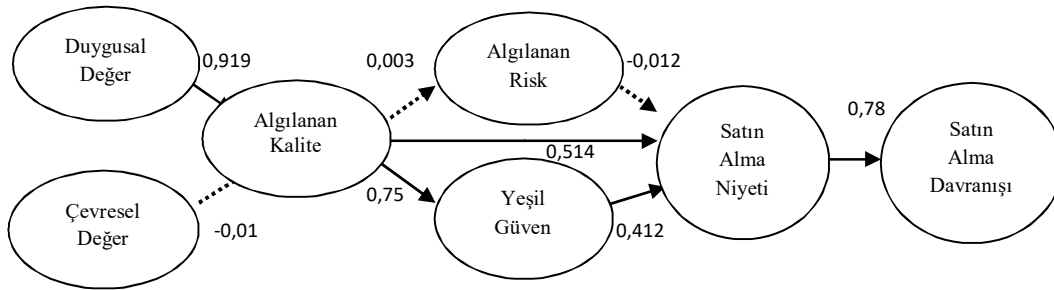 Duygusal
Değer
0,919
Algılanan
Kalite
Çevresel
Değer
-0,01
0,003
Algılanan
Risk
-0,012
0,514
0,75
Yeşil
Güven
0,412
Satın
Alma
Niyeti
0,78
Satın
Alma
Davranışı